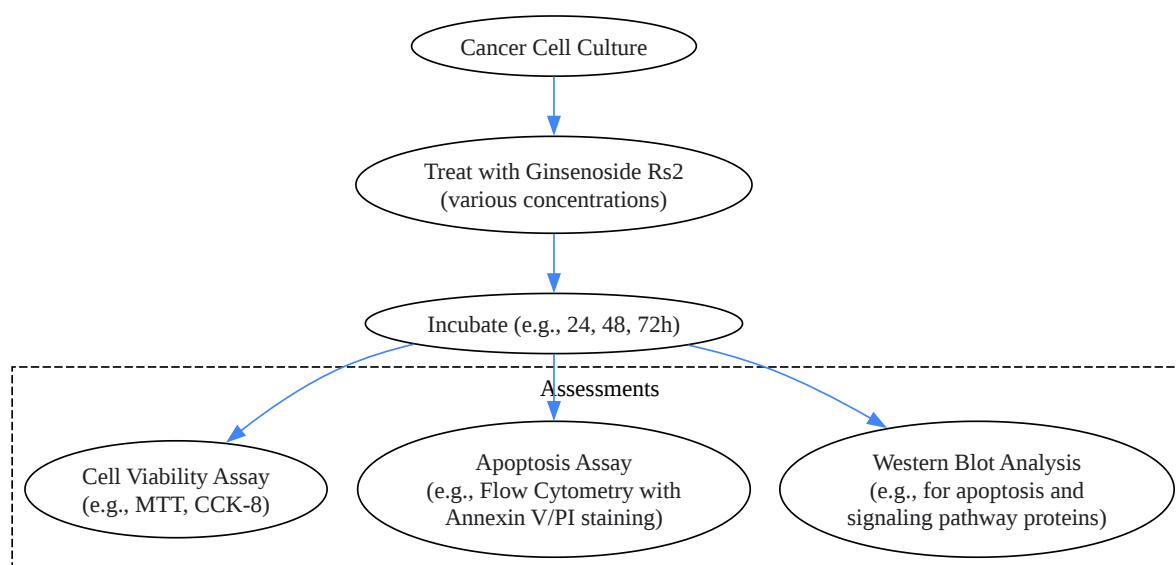 Cancer Cell Culture
Treat with Ginsenoside Rs2
(various concentrations)
Incubate (e.g., 24, 48, 72h)
Assessments
Cell Viability Assay
(e.g., MTT, CCK-8)
Apoptosis Assay
(e.g., Flow Cytometry with
Annexin V/PI staining)
Western Blot Analysis
(e.g., for apoptosis and
signaling pathway proteins)